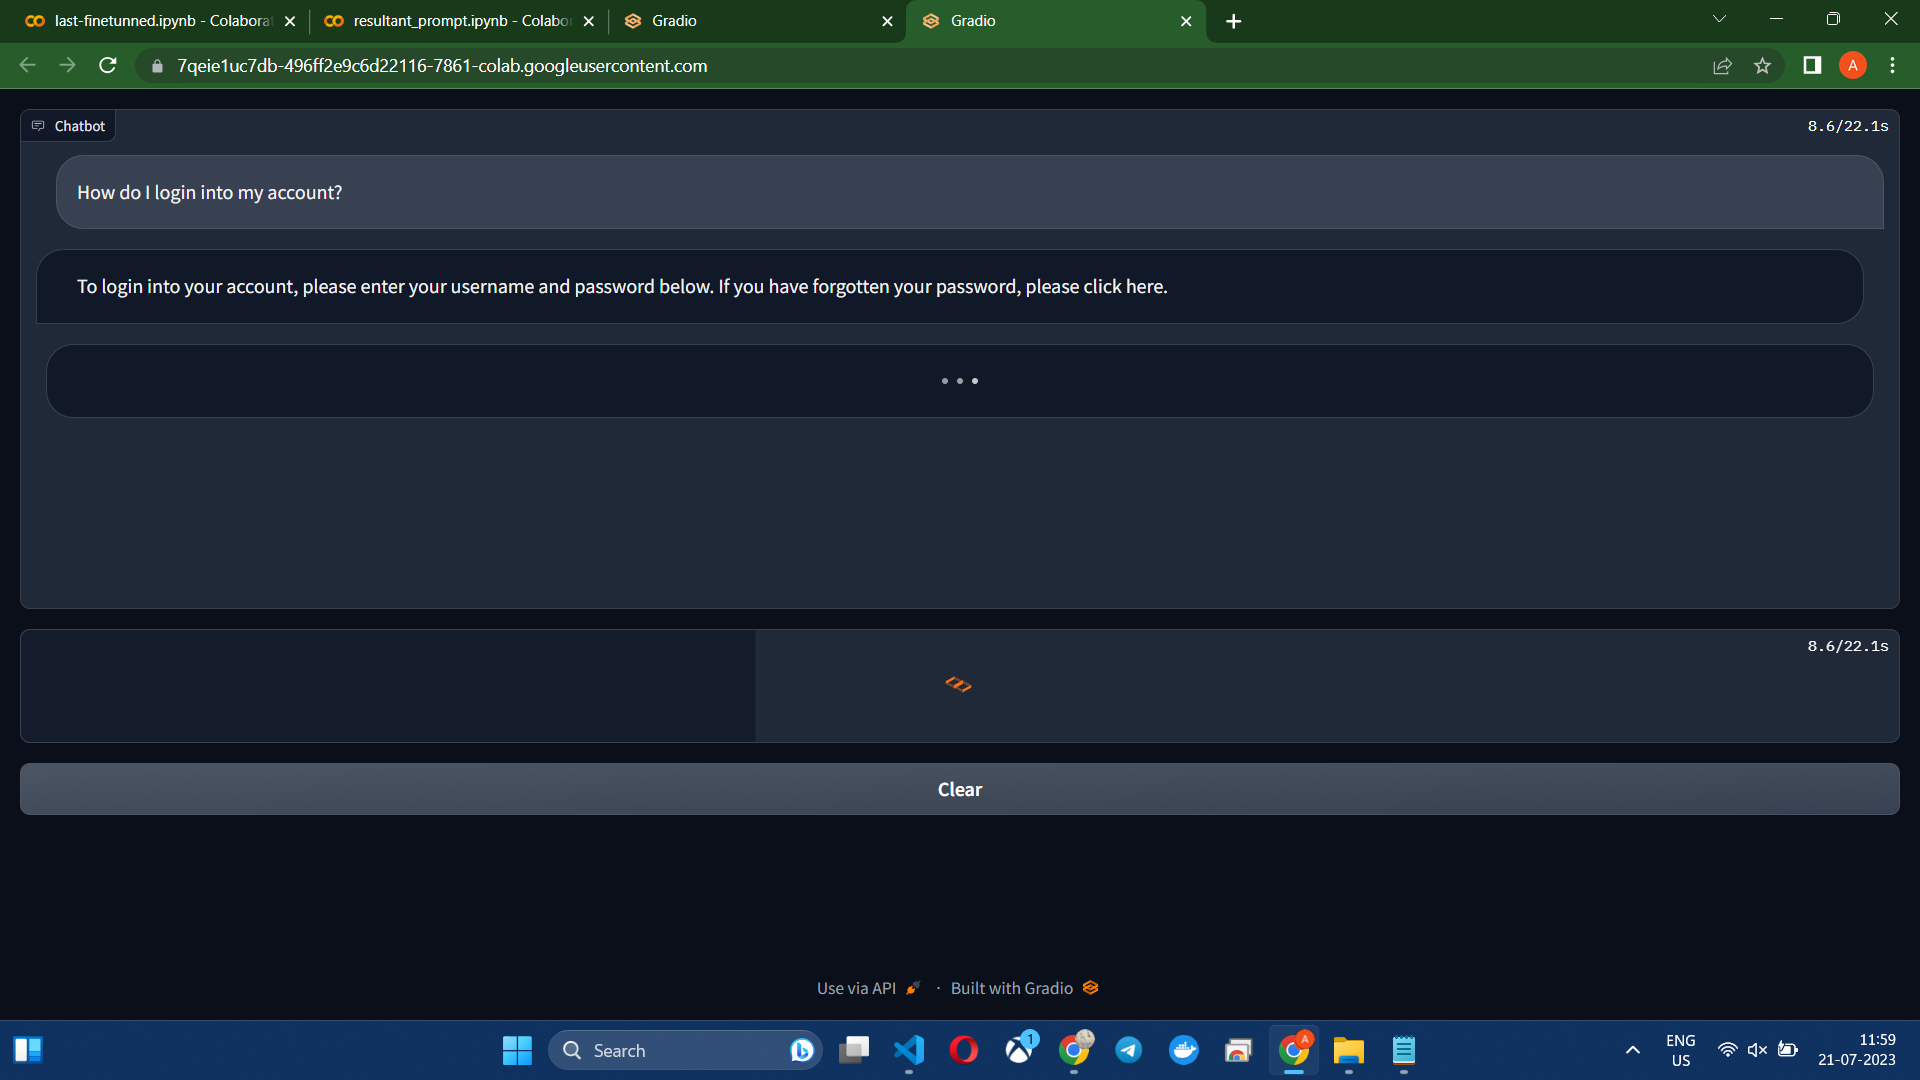 last-finetunned.ipynb - Colabora
resultant_prompt.ipynb - Colabo
Gradio
Gradio
7qeie1uc7db-496ff2e9c6d22116-7861-colab.googleusercontent.com
A
Chatbot
8.6/22.1s
How do I login into my account?
To login into your account, please enter your username and password below. If you have forgotten your password, please click here.
8.6/22.1s
Clear
Use via API · Built with Gradio
Search
1
A
ENG
US
11:59
21-07-2023